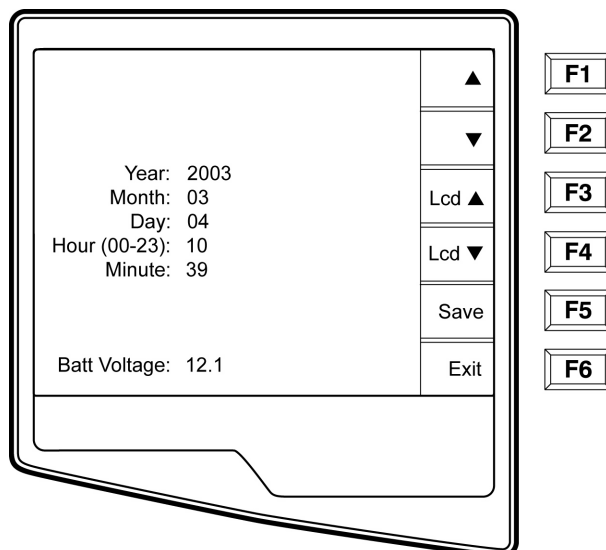 Year: 2003
Month: 03
Day: 04
Hour (00-23): 10
Minute: 39
Batt Voltage: 12.1
▲
▼
Lcd ▲
Lcd ▼
Save
Exit
F1
F2
F3
F4
F5
F6